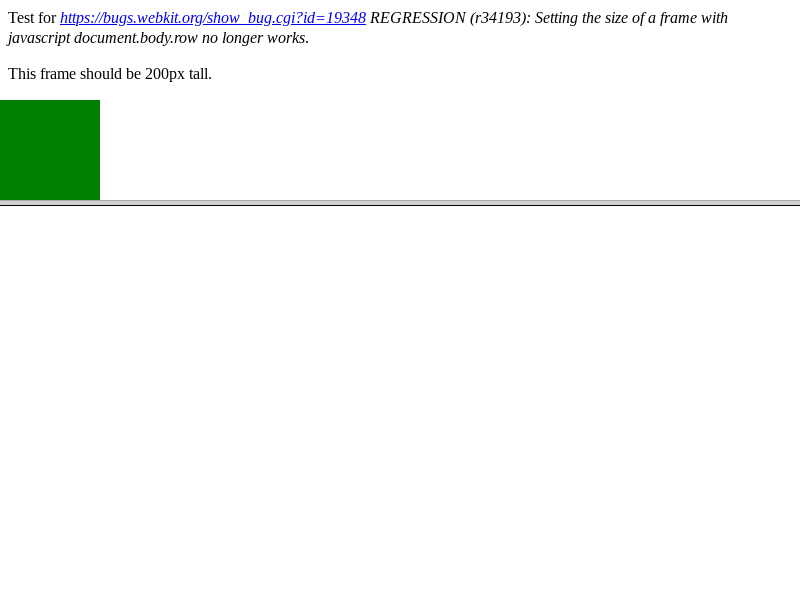 Test for https://bugs.webkit.org/show_bug.cgi?id=19348 REGRESSION (r34193): Setting the size of a frame with
javascript document.body.row no longer works.
This frame should be 200px tall.